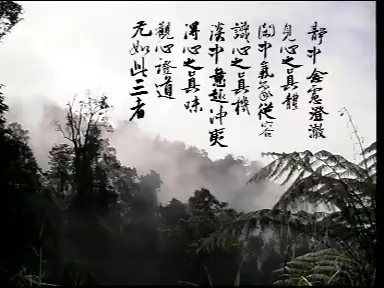 靜中念慮澄澈
見心之真體
閒中氣象從容
識心之真機
淡中意趣沖夷
得心之真味
觀心證道
无如此三者